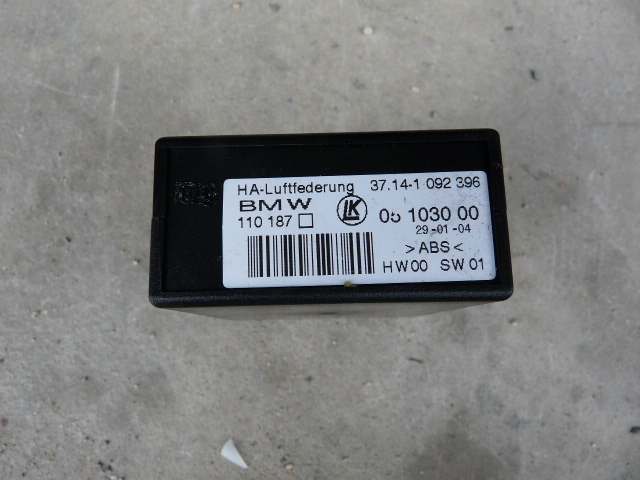 HA-Luftfederung 37.14-1 092 396
BMW
110 187 LK 05 1030 00
29-01-04
>ABS<
HW00 SW01